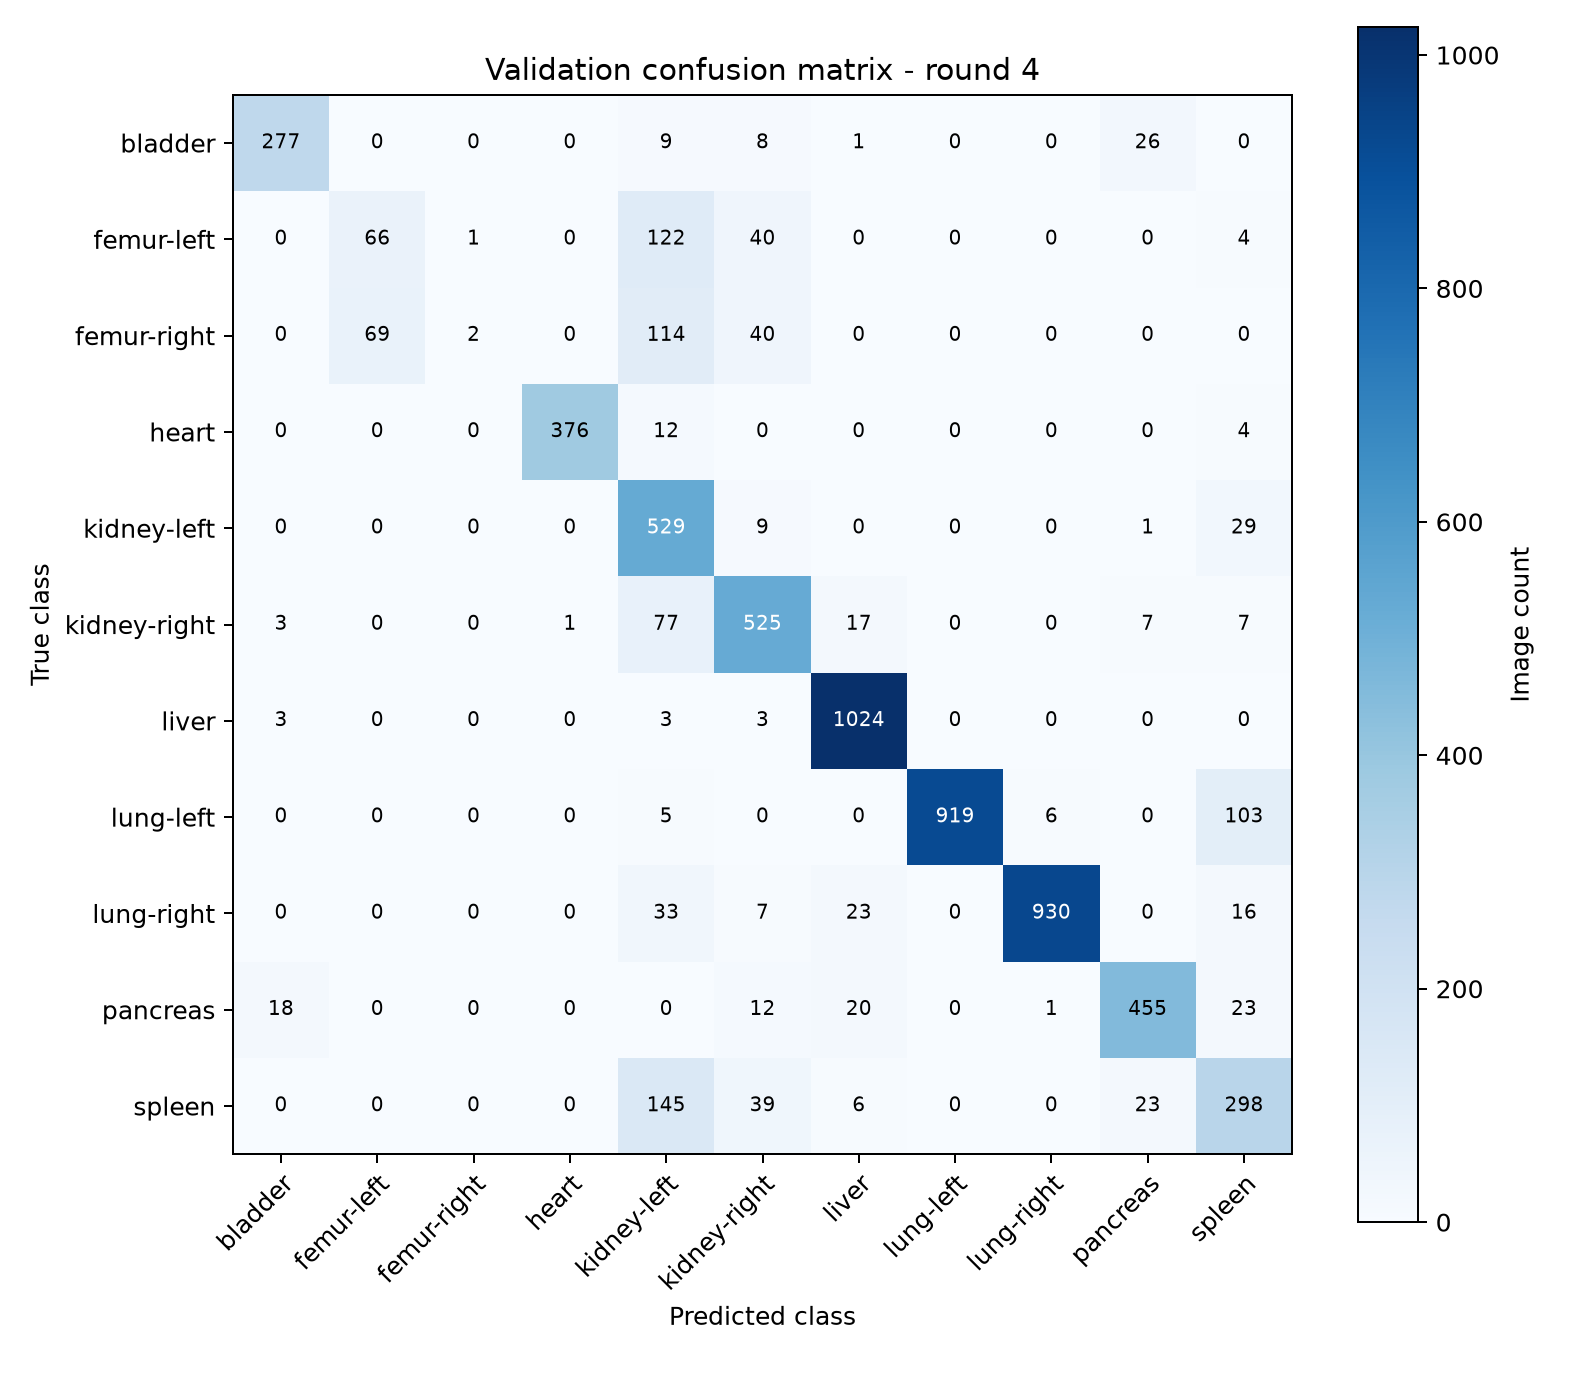 Validation confusion matrix - round 4
bladder 277 0 0 0 9 8 1 0 0 26 0
femur-left 0 66 1 0 122 40 0 0 0 0 4
femur-right 0 69 2 0 114 40 0 0 0 0 0
heart 0 0 0 376 12 0 0 0 0 0 4
kidney-left 0 0 0 0 529 9 0 0 0 1 29
kidney-right 3 0 0 1 77 525 17 0 0 7 7
liver 3 0 0 0 3 3 1024 0 0 0 0
lung-left 0 0 0 0 5 0 0 919 6 0 103
lung-right 0 0 0 0 33 7 23 0 930 0 16
pancreas 18 0 0 0 0 12 20 0 1 455 23
spleen 0 0 0 0 145 39 6 0 0 23 298
bladder femur-left femur-right heart kidney-left kidney-right liver lung-left lung-right pancreas spleen
Predicted class
True class
1000
800
600
400
200
0
Image count